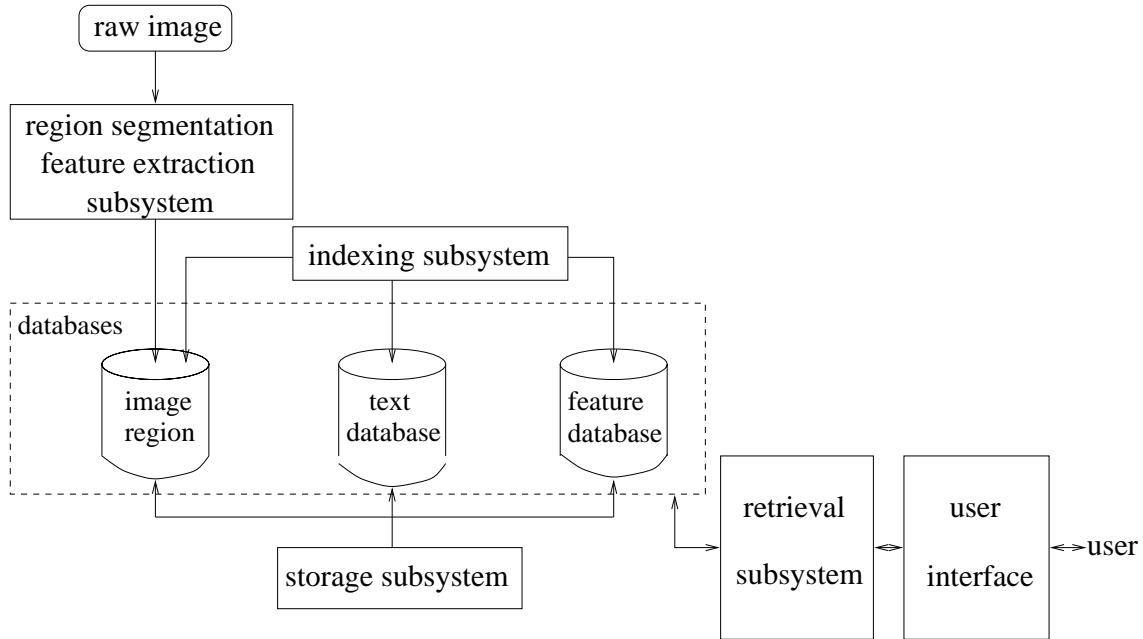 raw image
region segmentation
feature extraction
subsystem
indexing subsystem
databases
image
region
text
database
feature
database
storage subsystem
retrieval
subsystem
user
interface
user